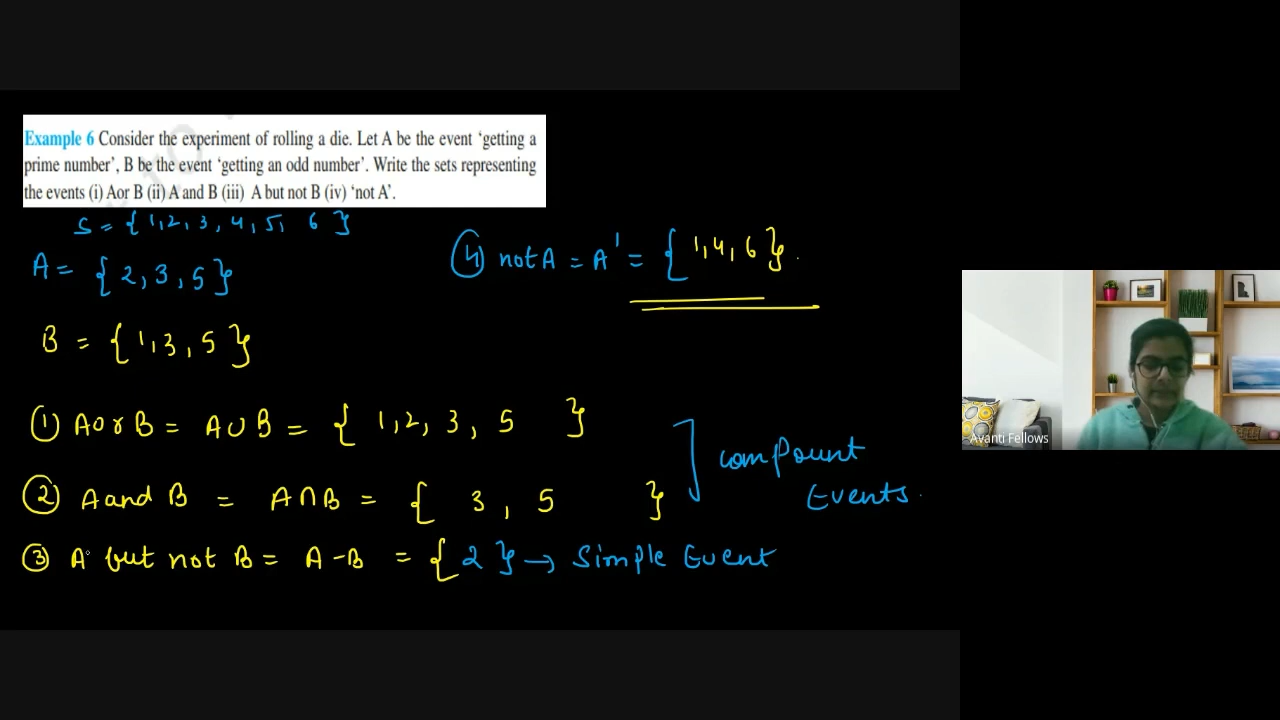 Example 6 Consider the experiment of rolling a die. Let A be the event ‘getting a
prime number’, B be the event ‘getting an odd number’. Write the sets representing
the events (i) Aor B (ii) A and B (iii) A but not B (iv) ‘not A’.
S = { 1,2, 3, 4, 5, 6 }
A = { 2, 3, 5 }
B = { 1,3, 5 }
① A or B = A ∪ B = { 1,2, 3, 5 }
② A and B = A ∩ B = { 3, 5 }
③ A but not B = A - B = { 2 } → Simple Event
④ not A = A' = { 1, 4, 6 }.
compount
Events.
Avanti Fellows